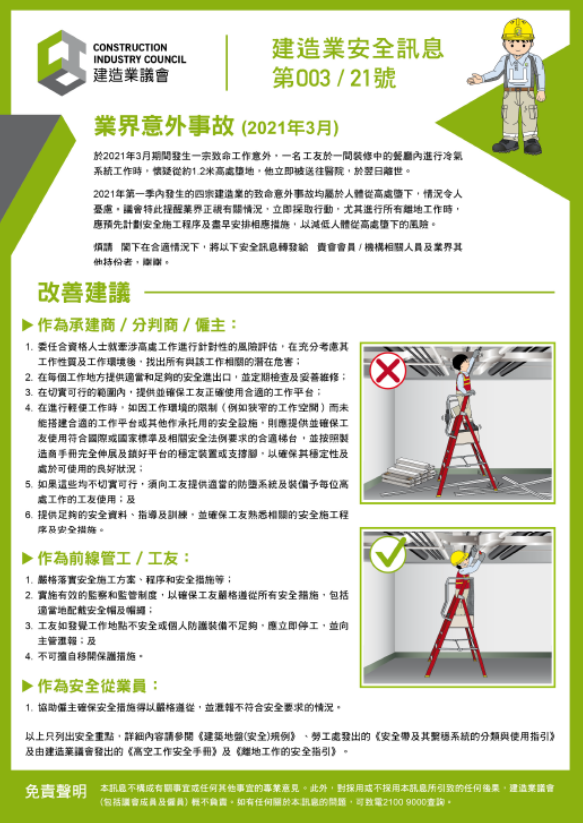 CONSTRUCTION
INDUSTRY COUNCIL
建造業議會
建造業安全訊息
第003 / 21號
業界意外事故 (2021年3月)
於2021年3月期間發生一宗致命工作意外，一名工友於一間裝修中的餐廳內進行冷氣
系統工作時，懷疑從約1.2米高處墮地，他立即被送往醫院，於翌日離世。
2021年第一季內發生的四宗建造業的致命意外事故均屬於人體從高處墮下，情況令人
憂慮。議會特此提醒業界正視有關情況，立即採取行動，尤其進行所有離地工作時，
應預先計劃安全施工程序及盡早安排相應措施，以減低人體從高處墮下的風險。
煩請 閣下在合適情況下，將以下安全訊息轉發給 貴會會員 / 機構相關人員及業界其
他持份者，謝謝。
改善建議
作為承建商 / 分判商 / 僱主：
1. 委任合資格人士就牽涉高處工作進行針對性的風險評估，在充分考慮其
工作性質及工作環境後，找出所有與該工作相關的潛在危害；
2. 在每個工作地方提供適當和足夠的安全進出口，並定期檢查及妥善維修；
3. 在切實可行的範圍內，提供並確保工友正確使用合適的工作平台；
4. 在進行輕便工作時，如因工作環境的限制（例如狹窄的工作空間）而未
能搭建合適的工作平台或其他作承托用的安全設施，則應提供並確保工
友使用符合國際或國家標準及相關安全法例要求的合適梯台，並按照製
造商手冊完全伸展及鎖好平台的穩定裝置或支撐腳，以確保其穩定性及
處於可使用的良好狀況；
5. 如果這些均不切實可行，須向工友提供適當的防墮系統及裝備予每位高
處工作的工友使用；及
6. 提供足夠的安全資料、指導及訓練，並確保工友熟悉相關的安全施工程
序及安全措施。
作為前線管工 / 工友：
1. 嚴格落實安全施工方案、程序和安全措施等；
2. 實施有效的監察和監管制度，以確保工友嚴格遵從所有安全措施，包括
適當地配戴安全帽及帽繩；
3. 工友如發覺工作地點不安全或個人防護裝備不足夠，應立即停工，並向
主管滙報；及
4. 不可擅自移開保護措施。
作為安全從業員：
1. 協助僱主確保安全措施得以嚴格遵從，並滙報不符合安全要求的情況。
以上只列出安全重點，詳細內容請參閱《建築地盤(安全)規例》、勞工處發出的《安全帶及其繫穩系統的分類與使用指引》
及由建造業議會發出的《高空工作安全手冊》及《離地工作的安全指引》。
免責聲明
本訊息不構成有關事宜或任何其他事宜的專業意見。此外，對採用或不採用本訊息所引致的任何後果，建造業議會
(包括議會成員及僱員) 概不負責。如有任何關於本訊息的問題，可致電2100 9000查詢。